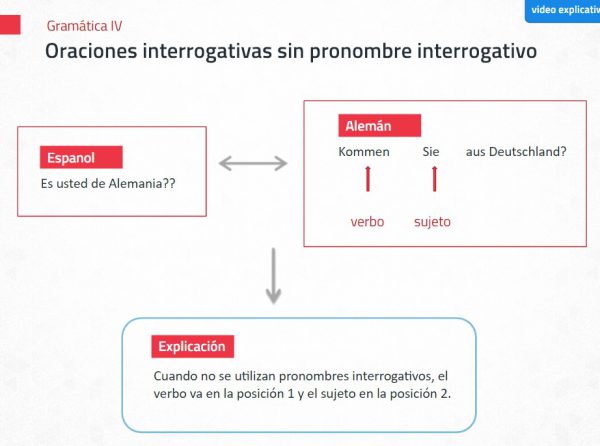 video explicativ
Gramática IV
Oraciones interrogativas sin pronombre interrogativo
Espanol
Es usted de Alemania??
Alemán
Kommen Sie aus Deutschland?
verbo sujeto
Explicación
Cuando no se utilizan pronombres interrogativos, el
verbo va en la posición 1 y el sujeto en la posición 2.